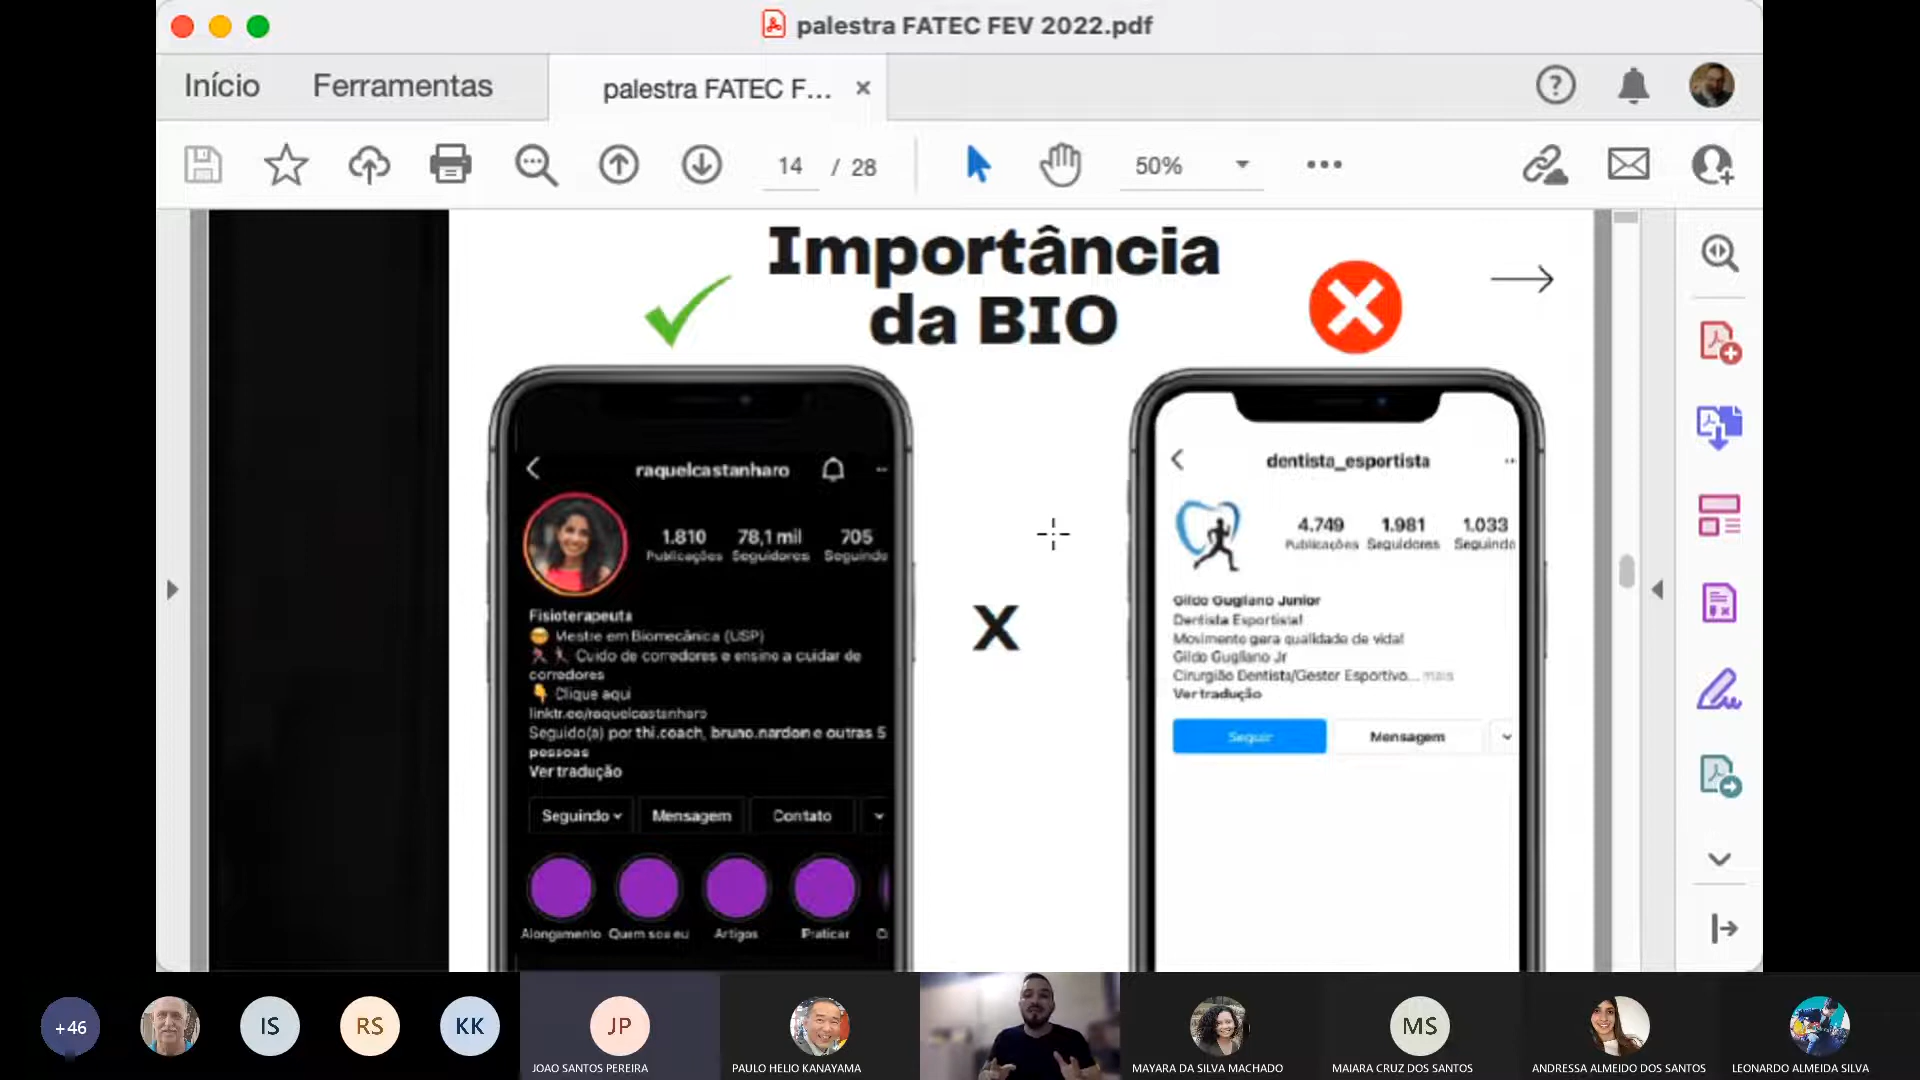 palestra FATEC FEV 2022.pdf
Início
Ferramentas
palestra FATEC F...
14 / 28
50%
Importância
da BIO
raquelcastanharo
1.810 78,1 mil 705
Publicações Seguidores Seguindo
Fisioterapeuta
Mestre em Biomecânica (USP)
Cuido de corredores e ensino a cuidar de
corredores
Clique aqui
linktr.ee/raquelcastanharo
Seguido(a) por thi.coach, bruno.nardon e outras 5
pessoas
Ver tradução
Seguindo Mensagem Contato
Alongamento Quem sou eu Artigos Praticar C
X
dentista_esportista
4.749 1.981 1.033
Publicações Seguidores Seguindo
Gildo Gugliano Junior
Dentista Esportista!
Movimento gera qualidade de vida!
Gildo Gugliano Jr
Cirurgião Dentista/Gestor Esportivo... mais
Ver tradução
Seguir Mensagem
+46
IS
RS
KK
JP
JOAO SANTOS PEREIRA
PAULO HELIO KANAYAMA
MAYARA DA SILVA MACHADO
MS
MAIARA CRUZ DOS SANTOS
ANDRESSA ALMEIDO DOS SANTOS
LEONARDO ALMEIDA SILVA